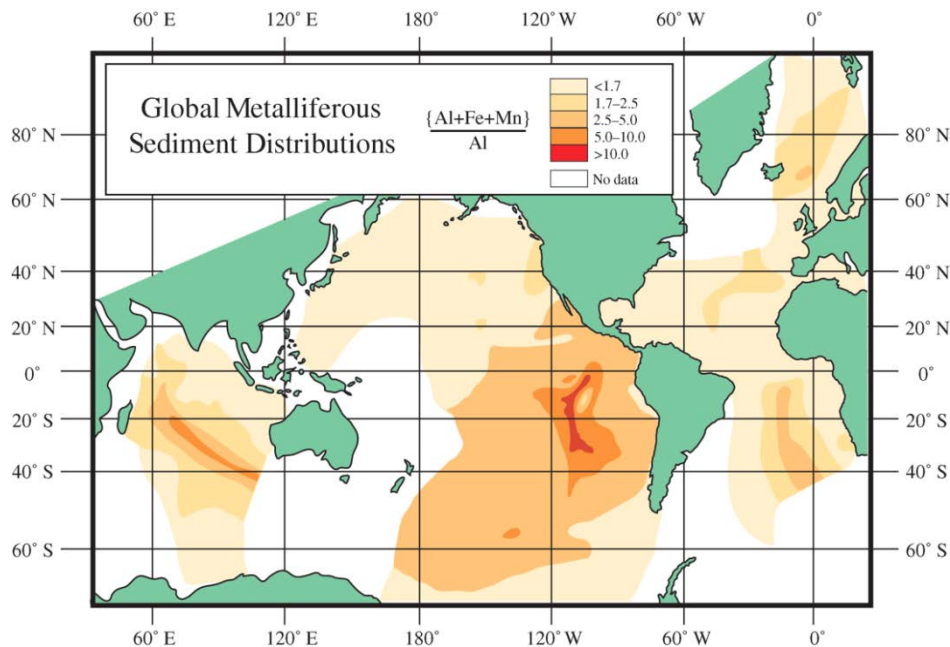 60° E 120° E 180° 120° W 60° W 0°
Global Metalliferous
Sediment Distributions
{Al+Fe+Mn}
Al
<1.7
1.7–2.5
2.5–5.0
5.0–10.0
>10.0
No data
80° N 80° N
60° N 60° N
40° N 40° N
20° N 20° N
0° 0°
20° S 20° S
40° S 40° S
60° S 60° S
60° E 120° E 180° 120° W 60° W 0°